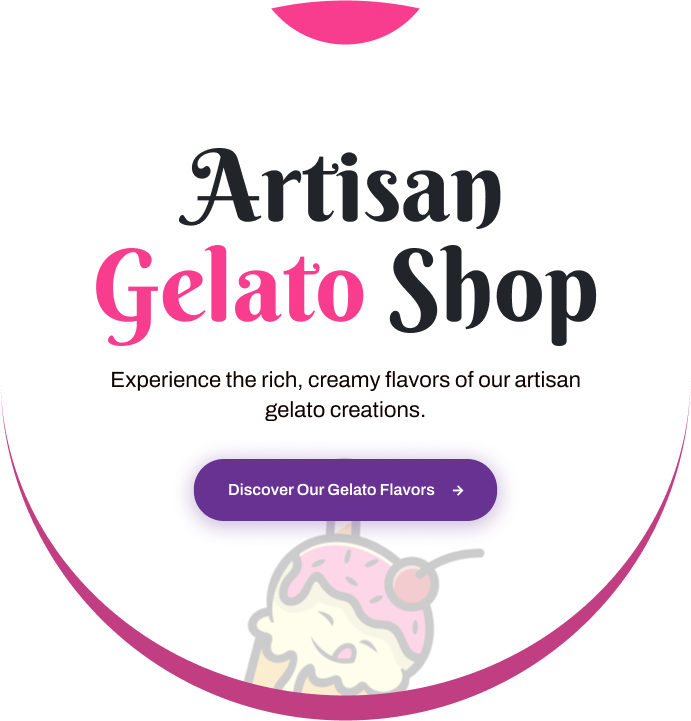 Artisan
Gelato Shop
Experience the rich, creamy flavors of our artisan
gelato creations.
Discover Our Gelato Flavors →